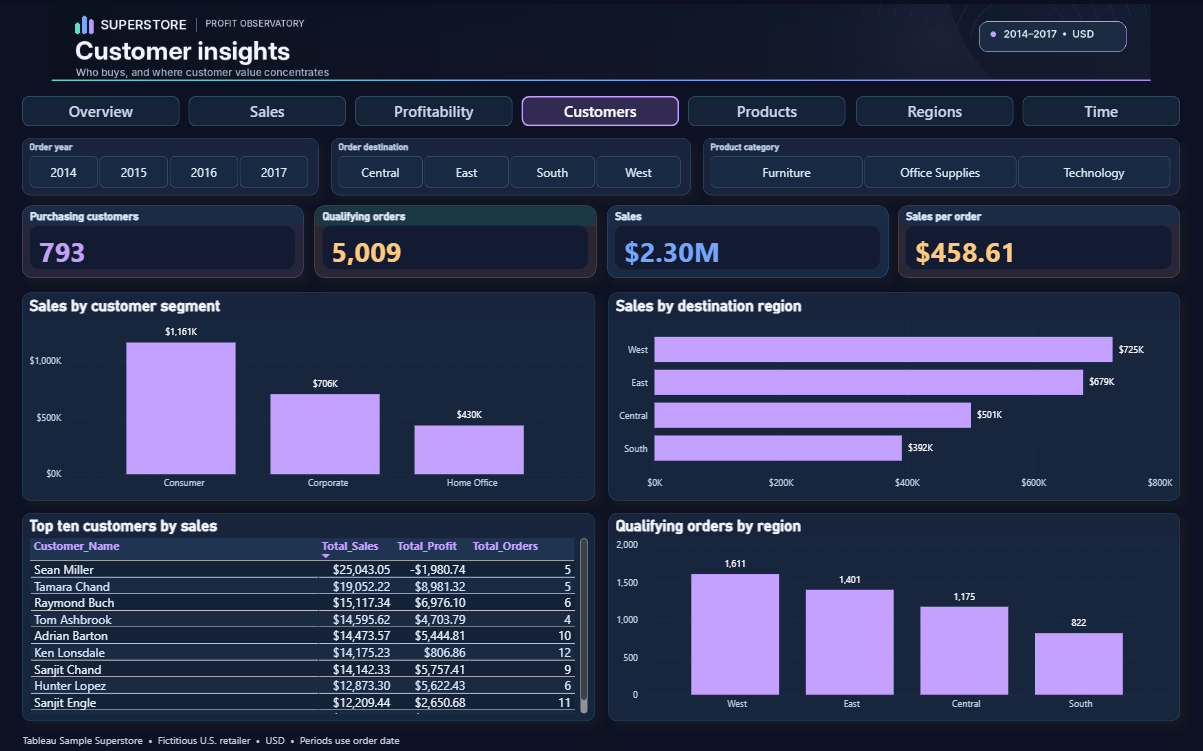 SUPERSTORE | PROFIT OBSERVATORY
Customer insights
Who buys, and where customer value concentrates
2014–2017 • USD
Overview Sales Profitability Customers Products Regions Time
Order year
2014 2015 2016 2017
Order destination
Central East South West
Product category
Furniture Office Supplies Technology
Purchasing customers
793
Qualifying orders
5,009
Sales
$2.30M
Sales per order
$458.61
Sales by customer segment
$1,161K
$1,000K
$706K
$500K
$430K
$0K
Consumer Corporate Home Office
Sales by destination region
West $725K
East $679K
Central $501K
South $392K
$0K $200K $400K $600K $800K
Top ten customers by sales
Customer_Name Total_Sales Total_Profit Total_Orders
Sean Miller $25,043.05 -$1,980.74 5
Tamara Chand $19,052.22 $8,981.32 5
Raymond Buch $15,117.34 $6,976.10 6
Tom Ashbrook $14,595.62 $4,703.79 4
Adrian Barton $14,473.57 $5,444.81 10
Ken Lonsdale $14,175.23 $806.86 12
Sanjit Chand $14,142.33 $5,757.41 9
Hunter Lopez $12,873.30 $5,622.43 6
Sanjit Engle $12,209.44 $2,650.68 11
Qualifying orders by region
2,000
1,611
1,500
1,401
1,175
1,000
822
500
0
West East Central South
Tableau Sample Superstore • Fictitious U.S. retailer • USD • Periods use order date